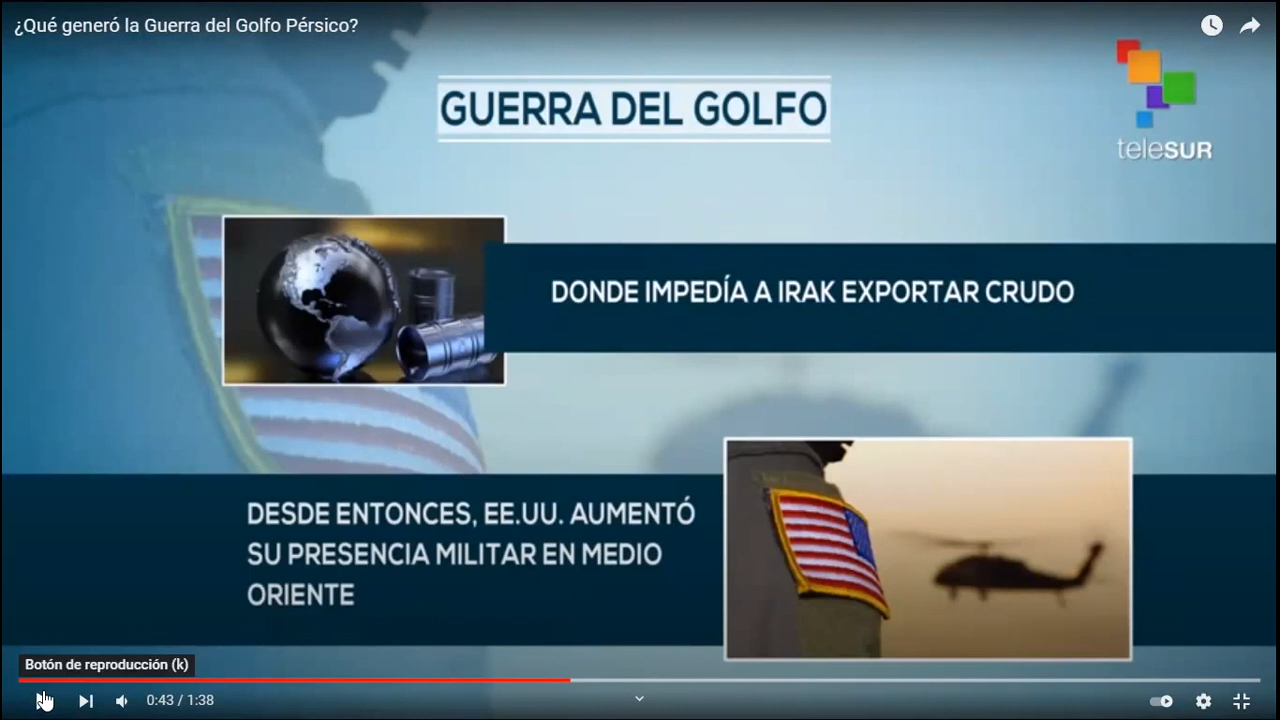 ¿Qué generó la Guerra del Golfo Pérsico?
GUERRA DEL GOLFO
teleSUR
DONDE IMPEDÍA A IRAK EXPORTAR CRUDO
DESDE ENTONCES, EE.UU. AUMENTÓ
SU PRESENCIA MILITAR EN MEDIO
ORIENTE
Botón de reproducción (k)
0:43 / 1:38